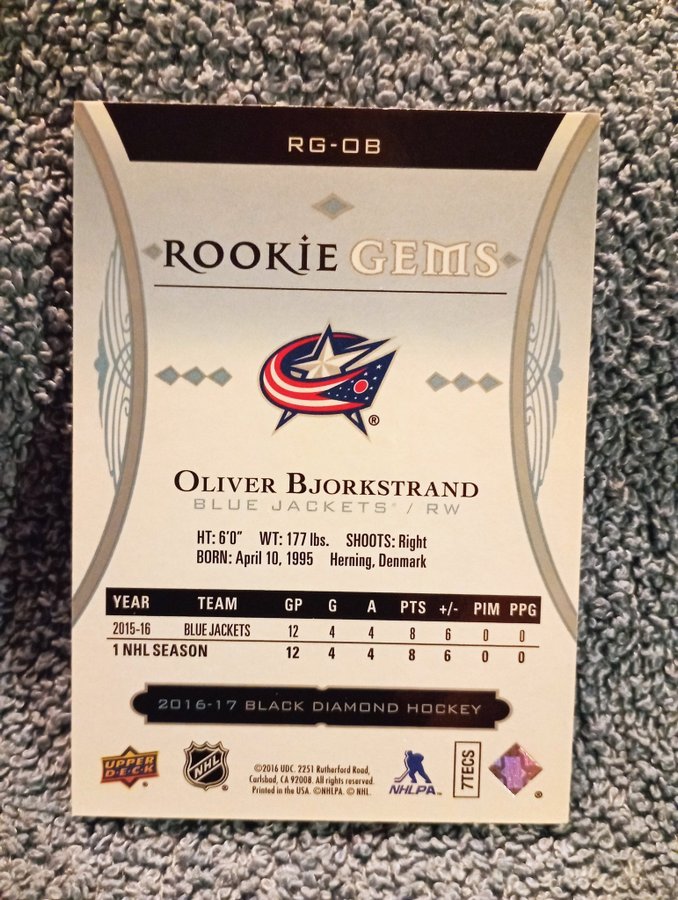 RG-OB
ROOKIE GEMS
®
OLIVER BJORKSTRAND
BLUE JACKETS® / RW
HT: 6'0" WT: 177 lbs. SHOOTS: Right
BORN: April 10, 1995 Herning, Denmark
YEAR TEAM GP G A PTS +/- PIM PPG
2015-16 BLUE JACKETS 12 4 4 8 6 0 0
1 NHL SEASON 12 4 4 8 6 0 0
2016-17 BLACK DIAMOND HOCKEY
UPPER DECK
NHL
©2016 UDC. 2251 Rutherford Road,
Carlsbad, CA 92008. All rights reserved.
Printed in the USA. ©NHLPA. © NHL.
NHLPA
7TECS
®